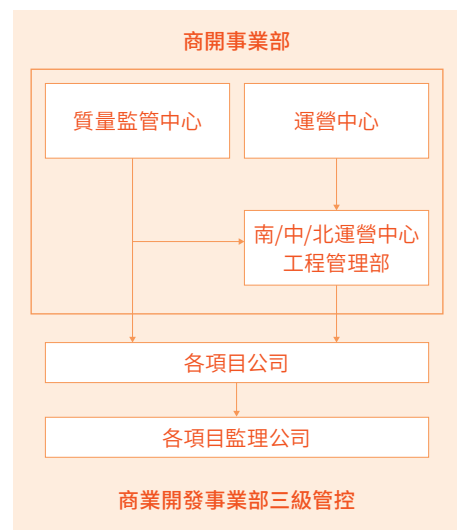 商開事業部
質量監管中心
運營中心
南/中/北運營中心
工程管理部
各項目公司
各項目監理公司
商業開發事業部三級管控